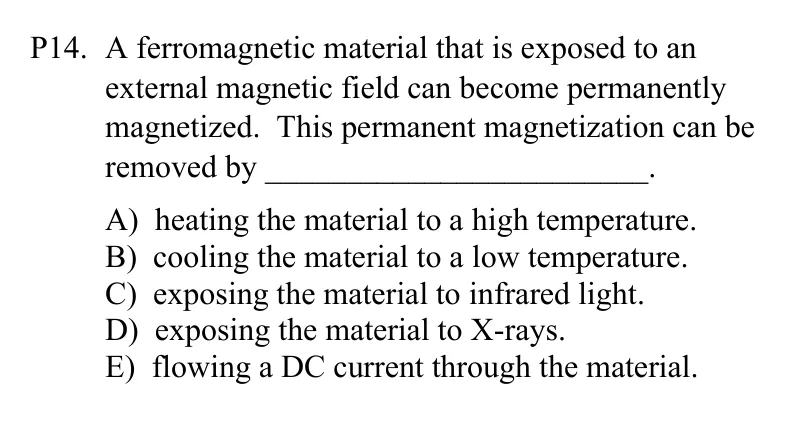 P14. A ferromagnetic material that is exposed to an
external magnetic field can become permanently
magnetized. This permanent magnetization can be
removed by ________________________.
A) heating the material to a high temperature.
B) cooling the material to a low temperature.
C) exposing the material to infrared light.
D) exposing the material to X-rays.
E) flowing a DC current through the material.